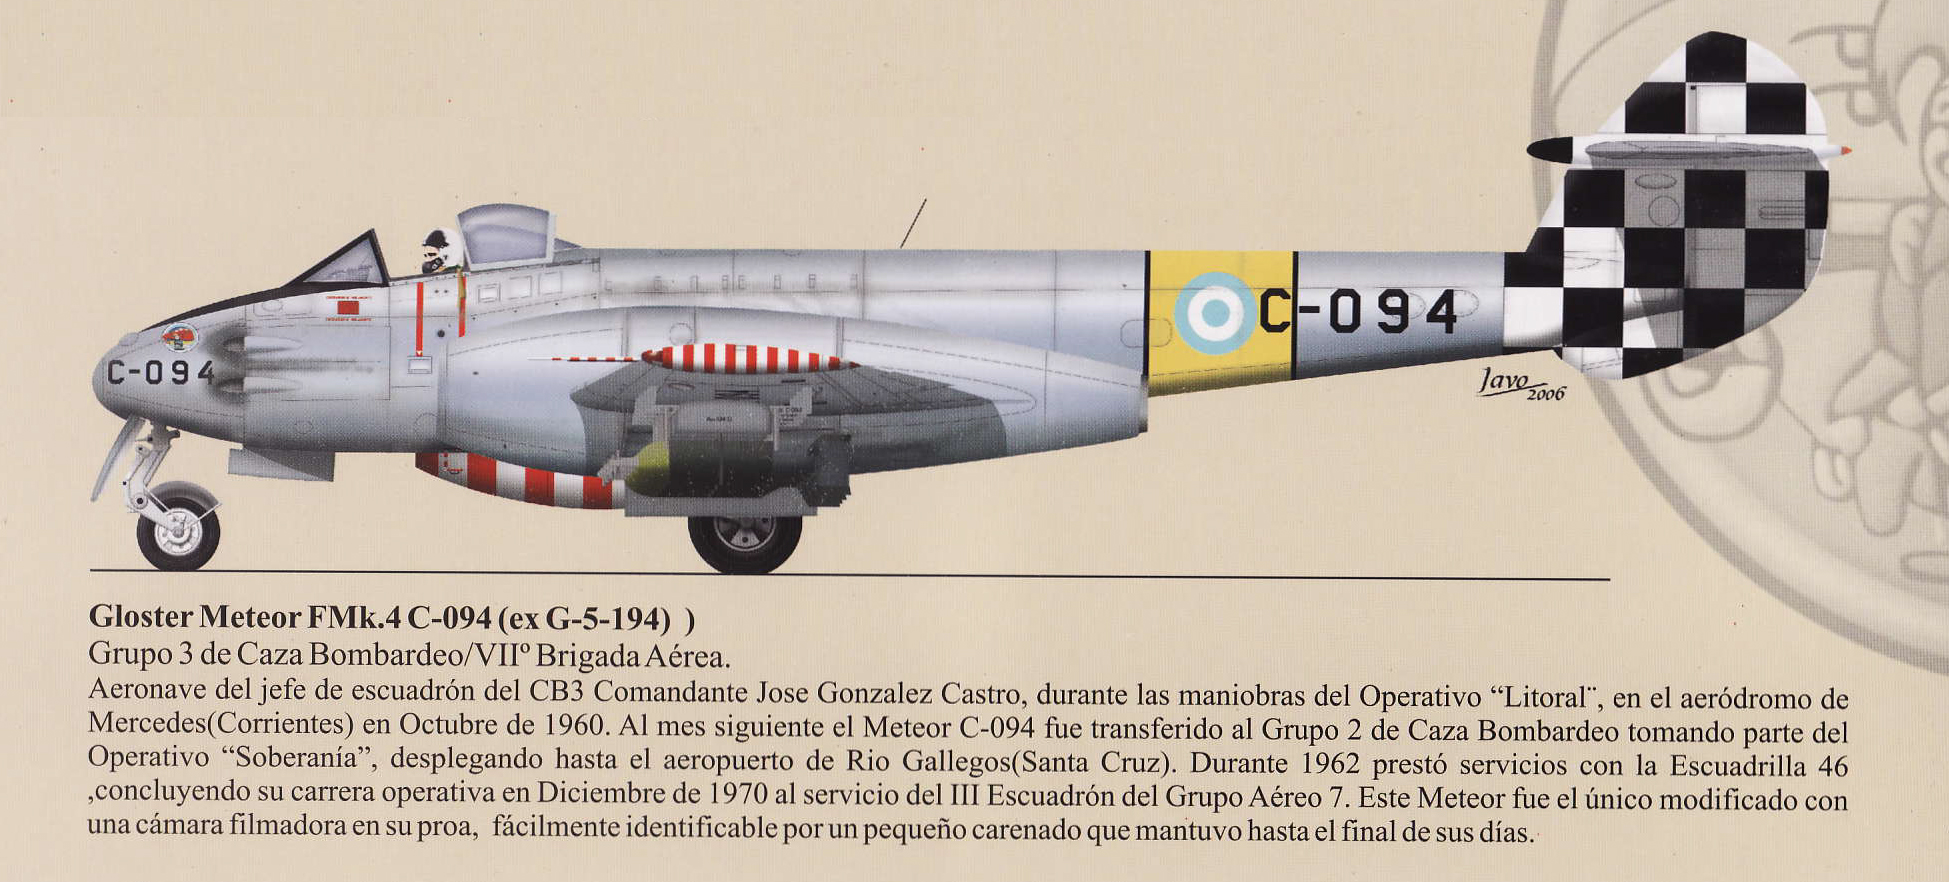 C-094
C-094
Javo
2006
Gloster Meteor FMk.4 C-094 (ex G-5-194) )
Grupo 3 de Caza Bombardeo/VIIº Brigada Aérea.
Aeronave del jefe de escuadrón del CB3 Comandante Jose Gonzalez Castro, durante las maniobras del Operativo “Litoral¨, en el aeródromo de
Mercedes(Corrientes) en Octubre de 1960. Al mes siguiente el Meteor C-094 fue transferido al Grupo 2 de Caza Bombardeo tomando parte del
Operativo “Soberanía”, desplegando hasta el aeropuerto de Rio Gallegos(Santa Cruz). Durante 1962 prestó servicios con la Escuadrilla 46
,concluyendo su carrera operativa en Diciembre de 1970 al servicio del III Escuadrón del Grupo Aéreo 7. Este Meteor fue el único modificado con
una cámara filmadora en su proa, fácilmente identificable por un pequeño carenado que mantuvo hasta el final de sus días.